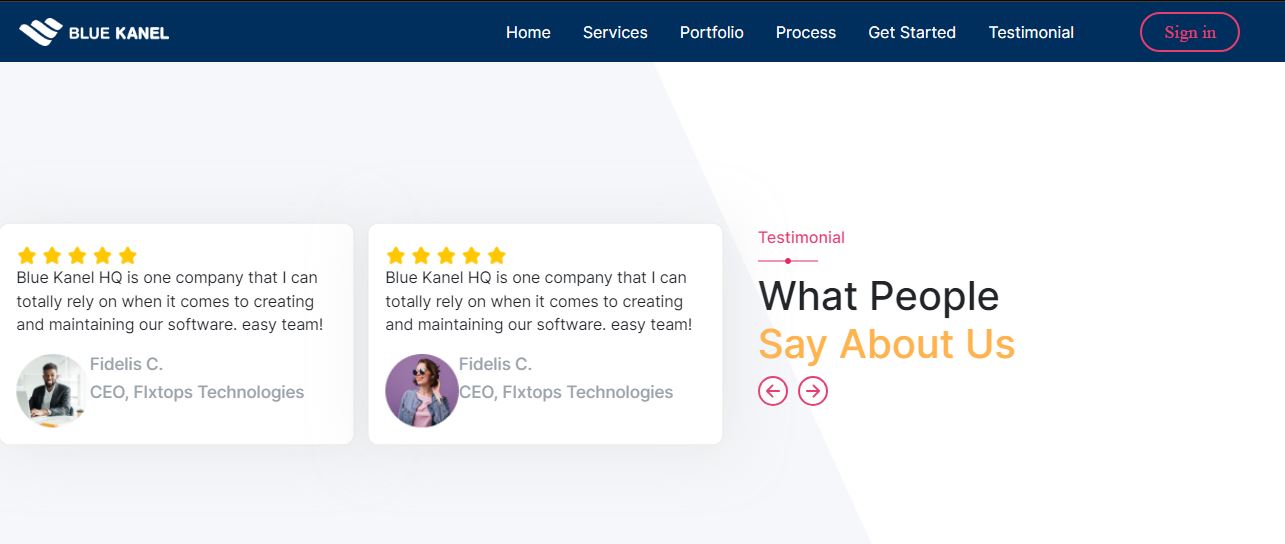 BLUE KANEL
Home Services Portfolio Process Get Started Testimonial Sign in
Blue Kanel HQ is one company that I can
totally rely on when it comes to creating
and maintaining our software. easy team!
Fidelis C.
CEO, FIxtops Technologies
Blue Kanel HQ is one company that I can
totally rely on when it comes to creating
and maintaining our software. easy team!
Fidelis C.
CEO, FIxtops Technologies
Testimonial
What People
Say About Us